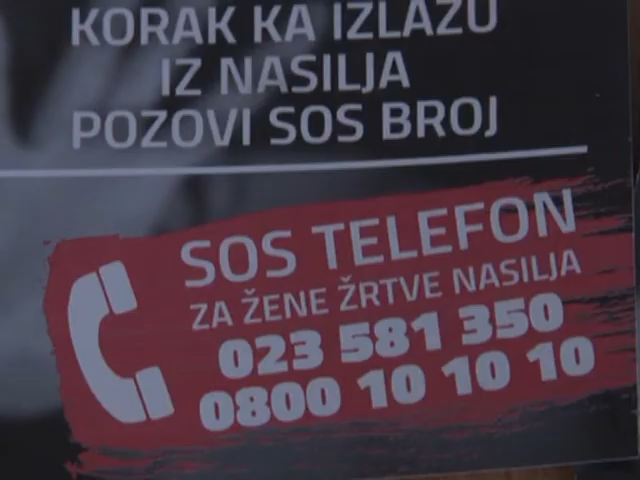 KORAK KA IZLAZU
IZ NASILJA
POZOVI SOS BROJ
SOS TELEFON
ZA ŽENE ŽRTVE NASILJA
023 581 350
0800 10 10 10